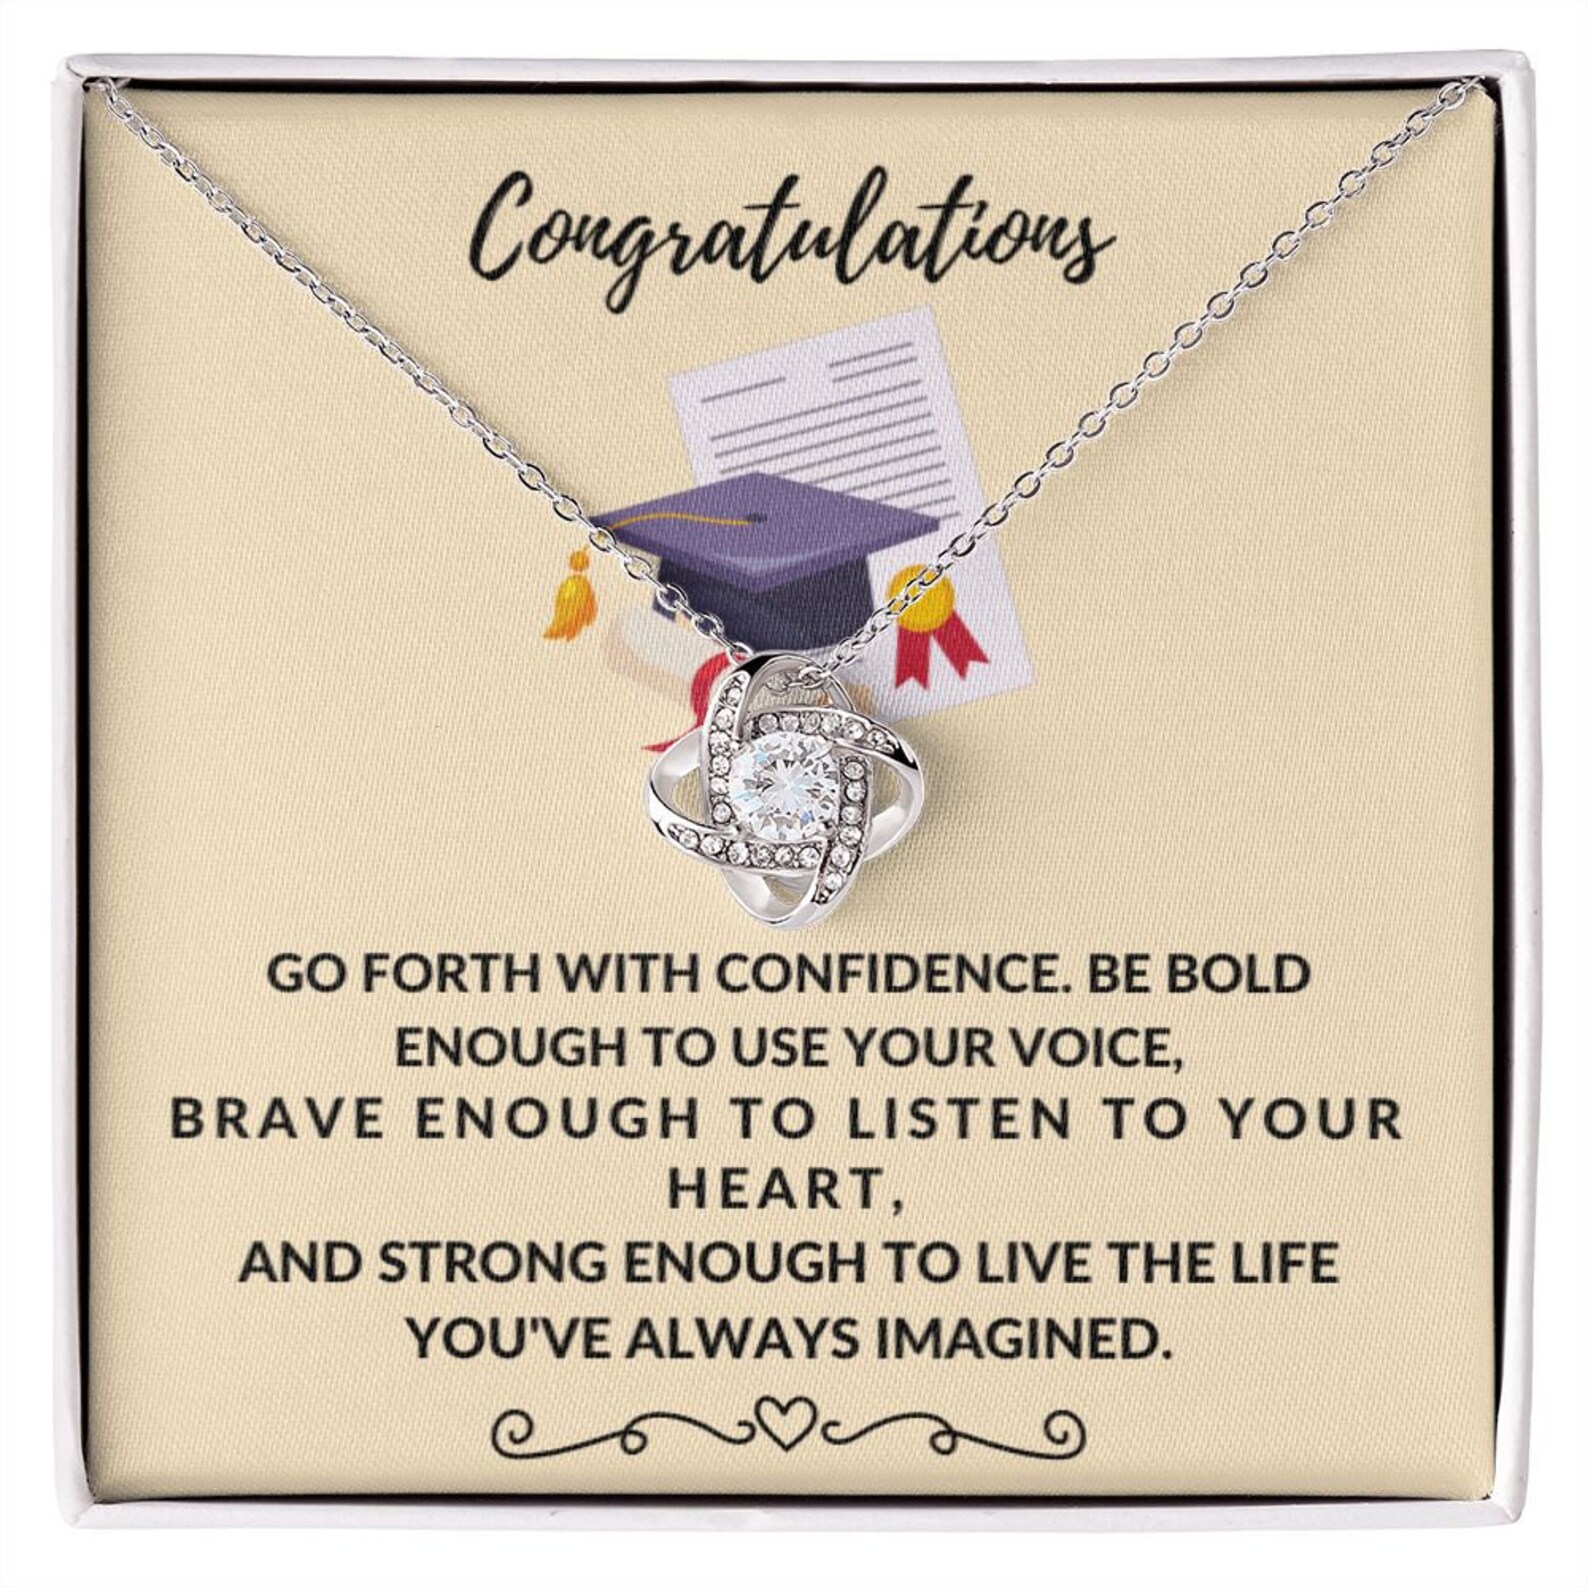 Congratulations
GO FORTH WITH CONFIDENCE. BE BOLD
ENOUGH TO USE YOUR VOICE,
BRAVE ENOUGH TO LISTEN TO YOUR
HEART,
AND STRONG ENOUGH TO LIVE THE LIFE
YOU'VE ALWAYS IMAGINED.